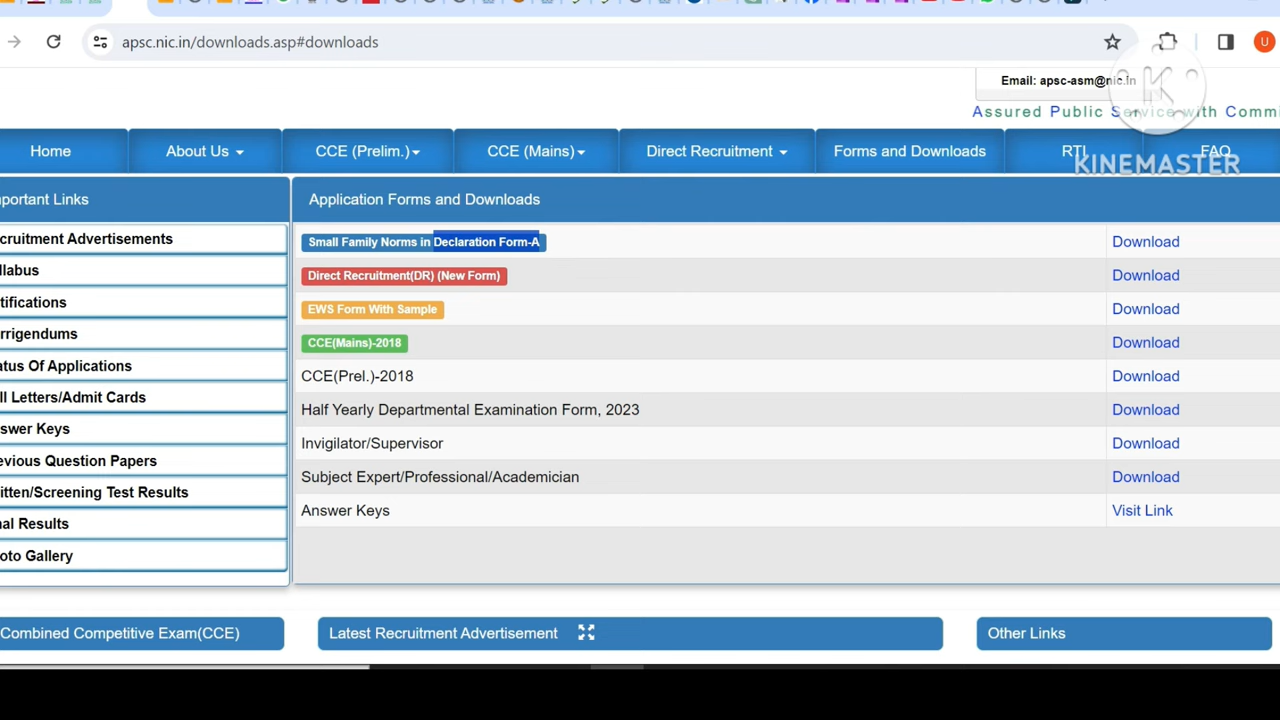 apsc.nic.in/downloads.asp#downloads
U
Email: apsc-asm@nic.in
Assured Public Service with Commi
K
KINEMASTER
Home
About Us
CCE (Prelim.)
CCE (Mains)
Direct Recruitment
Forms and Downloads
RTI
FAQ
mportant Links
cruitment Advertisements
llabus
tifications
rrigendums
atus Of Applications
ll Letters/Admit Cards
swer Keys
evious Question Papers
itten/Screening Test Results
nal Results
oto Gallery
Application Forms and Downloads
Small Family Norms in Declaration Form-A Download
Direct Recruitment(DR) (New Form) Download
EWS Form With Sample Download
CCE(Mains)-2018 Download
CCE(Prel.)-2018 Download
Half Yearly Departmental Examination Form, 2023 Download
Invigilator/Supervisor Download
Subject Expert/Professional/Academician Download
Answer Keys Visit Link
Combined Competitive Exam(CCE)
Latest Recruitment Advertisement
Other Links